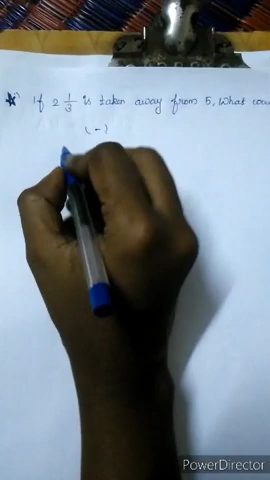 If 2 1/3 is taken away from 5, What
(-)
PowerDirector